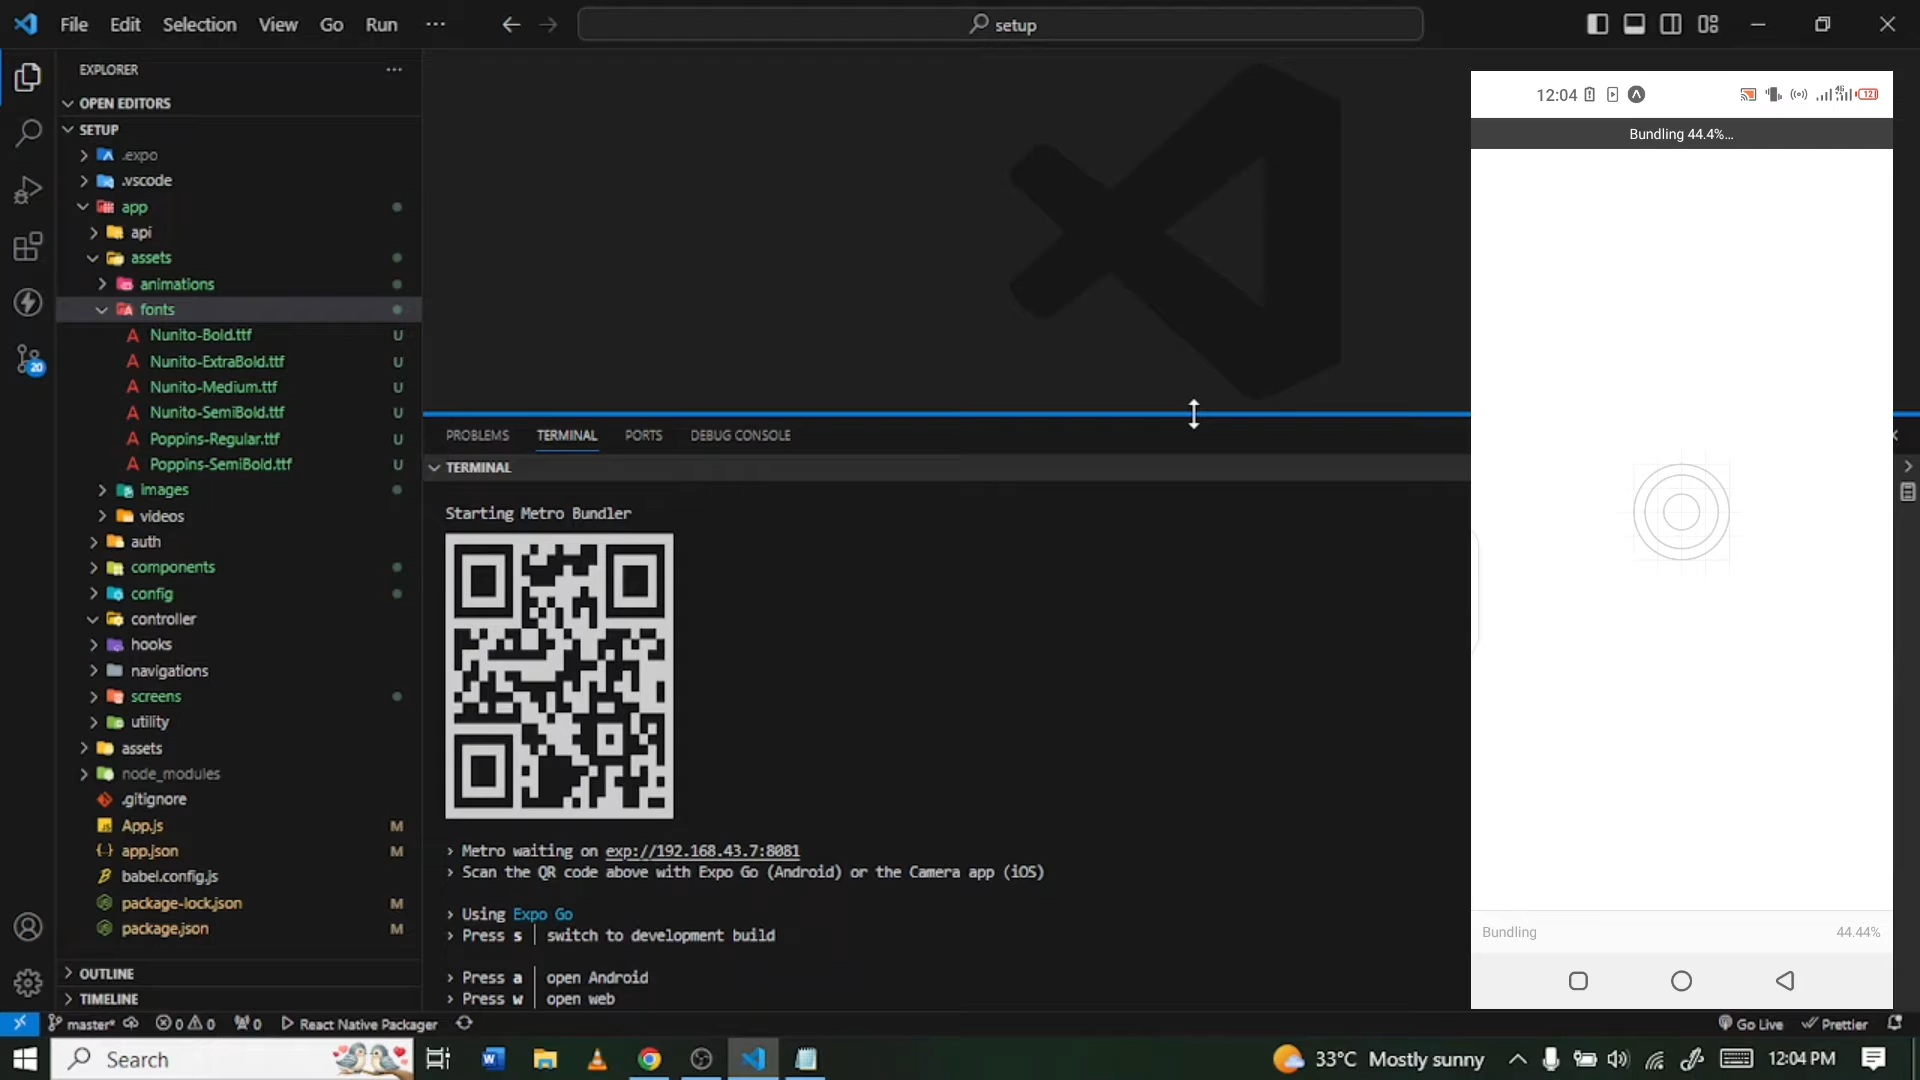 File Edit Selection View Go Run ···
setup
EXPLORER
OPEN EDITORS
SETUP
.expo
.vscode
app
api
assets
animations
fonts
Nunito-Bold.ttf U
Nunito-ExtraBold.ttf U
Nunito-Medium.ttf U
Nunito-SemiBold.ttf U
Poppins-Regular.ttf U
Poppins-SemiBold.ttf U
images
videos
auth
components
config
controller
hooks
navigations
screens
utility
assets
node_modules
.gitignore
App.js M
app.json M
babel.config.js
package-lock.json M
package.json M
OUTLINE
TIMELINE
20
PROBLEMS TERMINAL PORTS DEBUG CONSOLE
TERMINAL
Starting Metro Bundler
› Metro waiting on exp://192.168.43.7:8081
› Scan the QR code above with Expo Go (Android) or the Camera app (iOS)
› Using Expo Go
› Press s │ switch to development build
› Press a │ open Android
› Press w │ open web
12:04
4G
12
Bundling 44.4%…
Bundling 44.44%
master* 0 0 0 React Native Packager
Go Live Prettier
Search
33°C Mostly sunny
12:04 PM